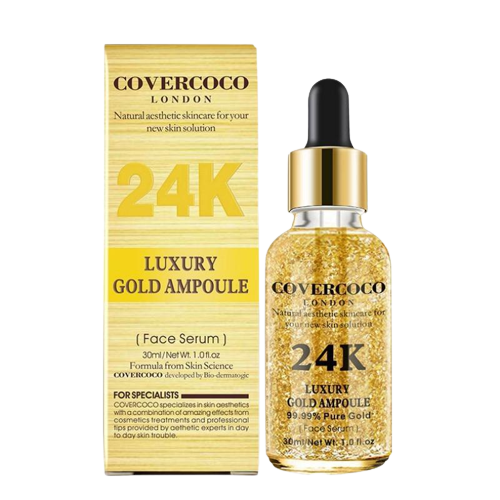 COVERCOCO
LONDON
Natural aesthetic skincare for your
new skin solution
24K
LUXURY
GOLD AMPOULE
( Face Serum )
30ml/Net Wt. 1.0 fl.oz
Formula from Skin Science
COVERCOCO developed by Bio-dermatogic
FOR SPECIALISTS
COVERCOCO specializes in skin aesthetics
with a combination of amazing effects from
cosmetics treatments and professional
tips provided by aethetic experts in day
to day skin trouble.
COVERCOCO
LONDON
Natural aesthetic skincare for
your new skin solution
24K
LUXURY
GOLD AMPOULE
99.99% Pure Gold
( Face Serum )
30ml/Net Wt. 1.0 fl.oz